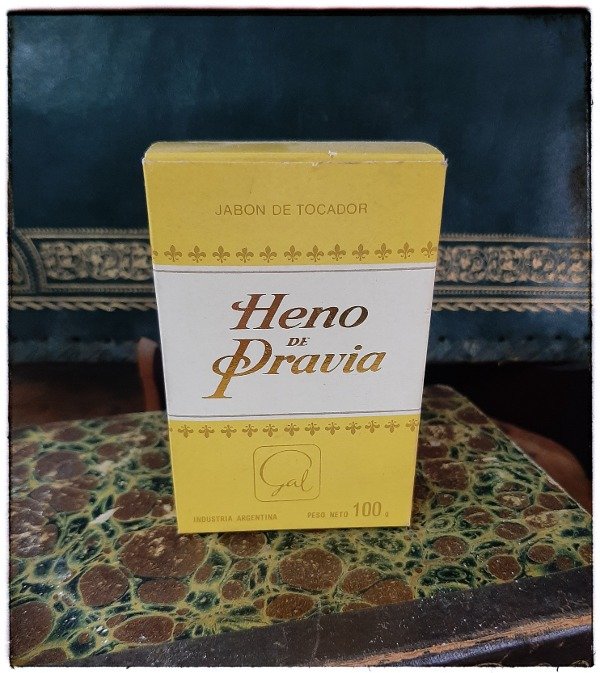 JABON DE TOCADOR
Heno
DE
Pravia
Gal
INDUSTRIA ARGENTINA PESO NETO 100 g